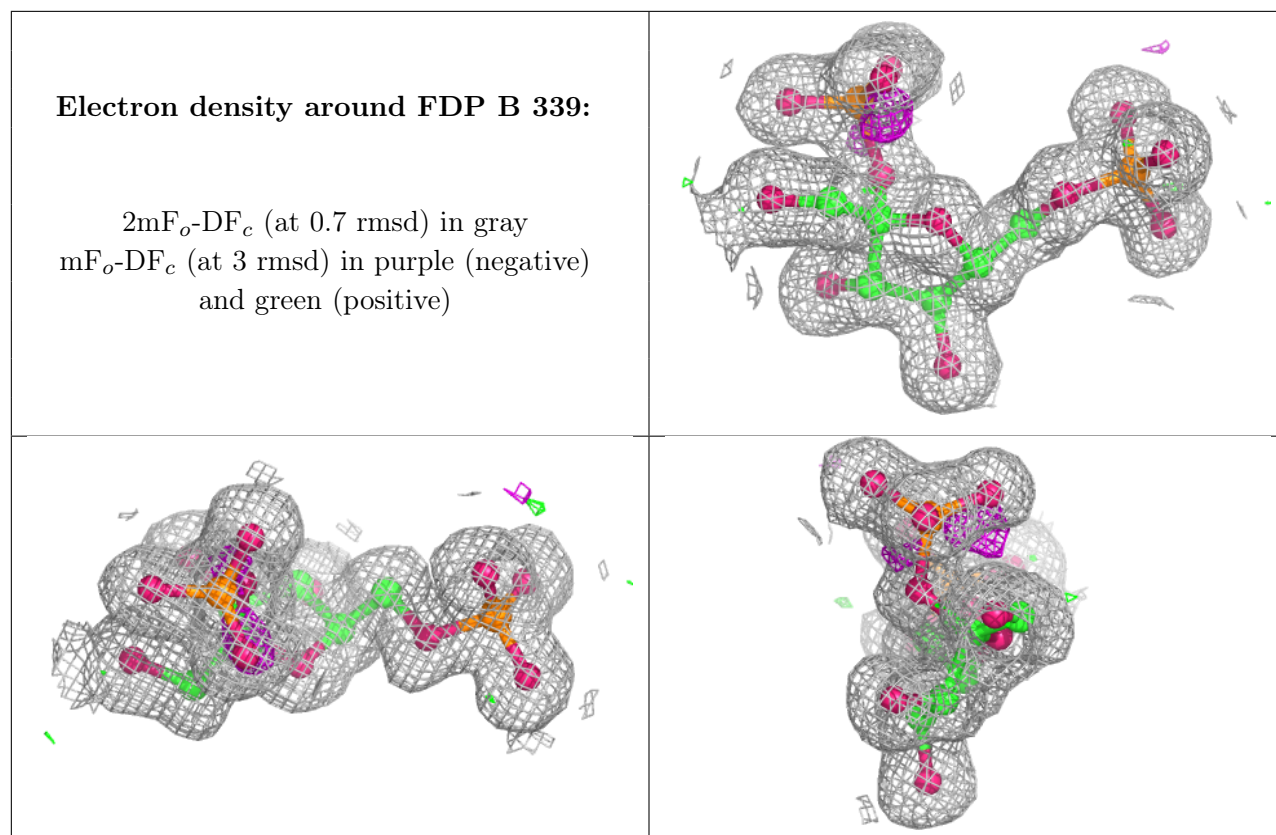 Electron density around FDP B 339:
2mFo-DFc (at 0.7 rmsd) in gray
mFo-DFc (at 3 rmsd) in purple (negative)
and green (positive)